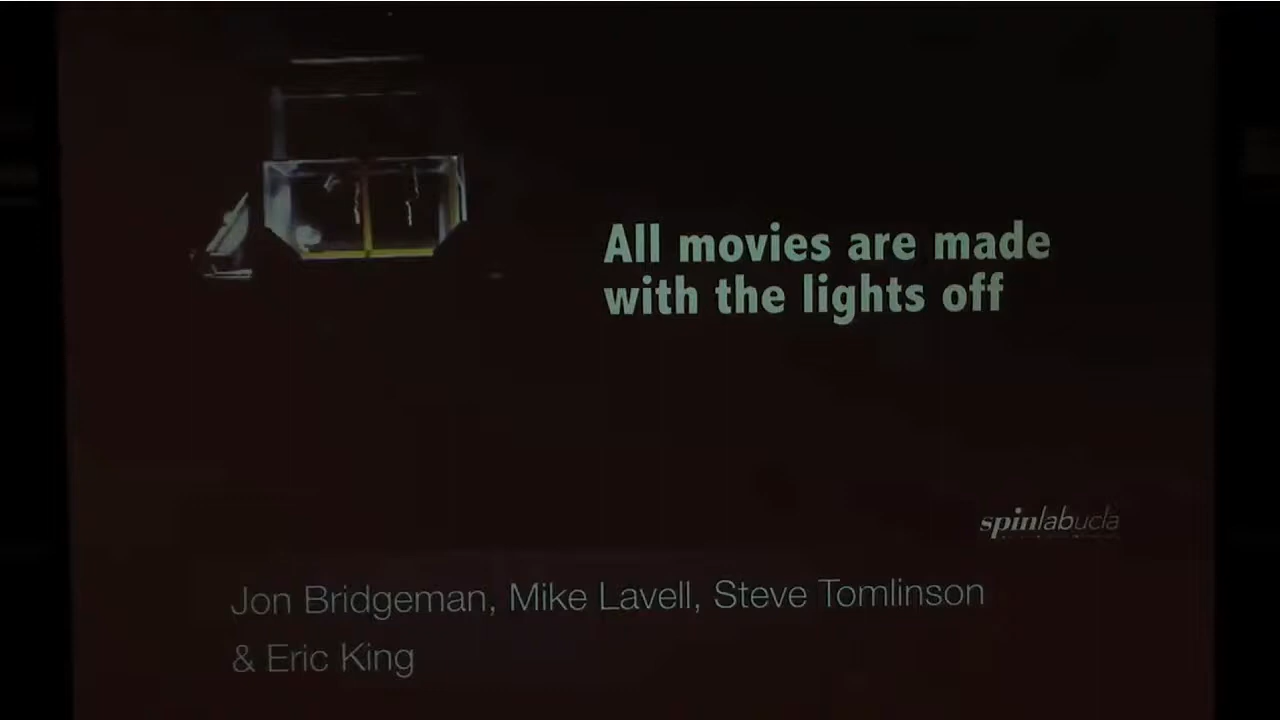 All movies are made
with the lights off
spinlabucla
Jon Bridgeman, Mike Lavell, Steve Tomlinson
& Eric King